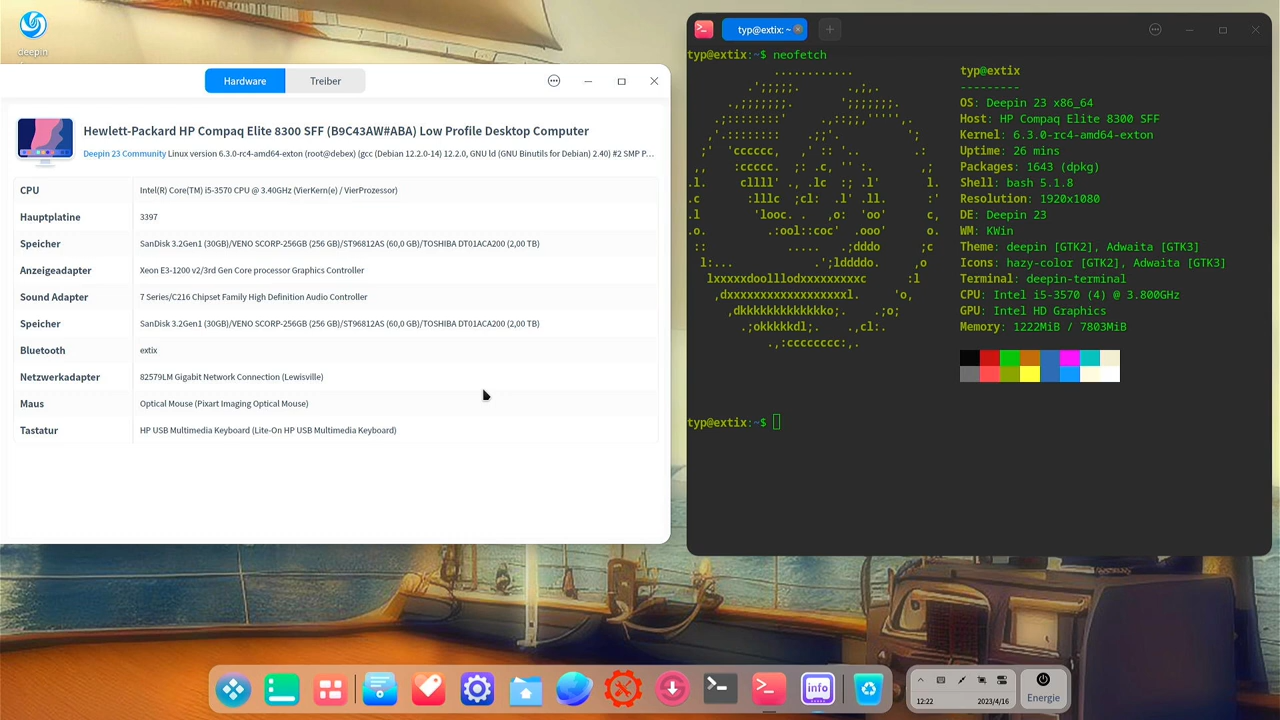 deepin
Hardware
Treiber
Hewlett-Packard HP Compaq Elite 8300 SFF (B9C43AW#ABA) Low Profile Desktop Computer
Deepin 23 Community Linux version 6.3.0-rc4-amd64-exton (root@debex) (gcc (Debian 12.2.0-14) 12.2.0, GNU ld (GNU Binutils for Debian) 2.40) #2 SMP P...
CPU Intel(R) Core(TM) i5-3570 CPU @ 3.40GHz (VierKern(e) / VierProzessor)
Hauptplatine 3397
Speicher SanDisk 3.2Gen1 (30GB)/VENO SCORP-256GB (256 GB)/ST96812AS (60,0 GB)/TOSHIBA DT01ACA200 (2,00 TB)
Anzeigeadapter Xeon E3-1200 v2/3rd Gen Core processor Graphics Controller
Sound Adapter 7 Series/C216 Chipset Family High Definition Audio Controller
Speicher SanDisk 3.2Gen1 (30GB)/VENO SCORP-256GB (256 GB)/ST96812AS (60,0 GB)/TOSHIBA DT01ACA200 (2,00 TB)
Bluetooth extix
Netzwerkadapter 82579LM Gigabit Network Connection (Lewisville)
Maus Optical Mouse (Pixart Imaging Optical Mouse)
Tastatur HP USB Multimedia Keyboard (Lite-On HP USB Multimedia Keyboard)
typ@extix: ~
typ@extix:~$ neofetch
typ@extix
---------
OS: Deepin 23 x86_64
Host: HP Compaq Elite 8300 SFF
Kernel: 6.3.0-rc4-amd64-exton
Uptime: 26 mins
Packages: 1643 (dpkg)
Shell: bash 5.1.8
Resolution: 1920x1080
DE: Deepin 23
WM: KWin
Theme: deepin [GTK2], Adwaita [GTK3]
Icons: hazy-color [GTK2], Adwaita [GTK3]
Terminal: deepin-terminal
CPU: Intel i5-3570 (4) @ 3.800GHz
GPU: Intel HD Graphics
Memory: 1222MiB / 7803MiB
typ@extix:~$
info
12:22
2023/4/16
Energie